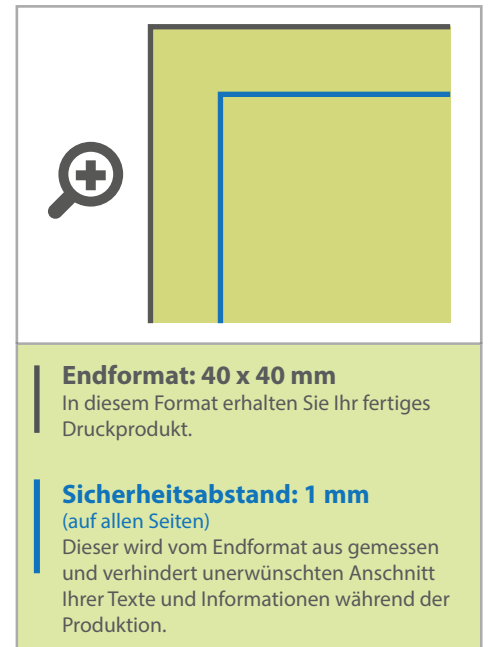 Endformat: 40 x 40 mm
In diesem Format erhalten Sie Ihr fertiges
Druckprodukt.
Sicherheitsabstand: 1 mm
(auf allen Seiten)
Dieser wird vom Endformat aus gemessen
und verhindert unerwünschten Anschnitt
Ihrer Texte und Informationen während der
Produktion.